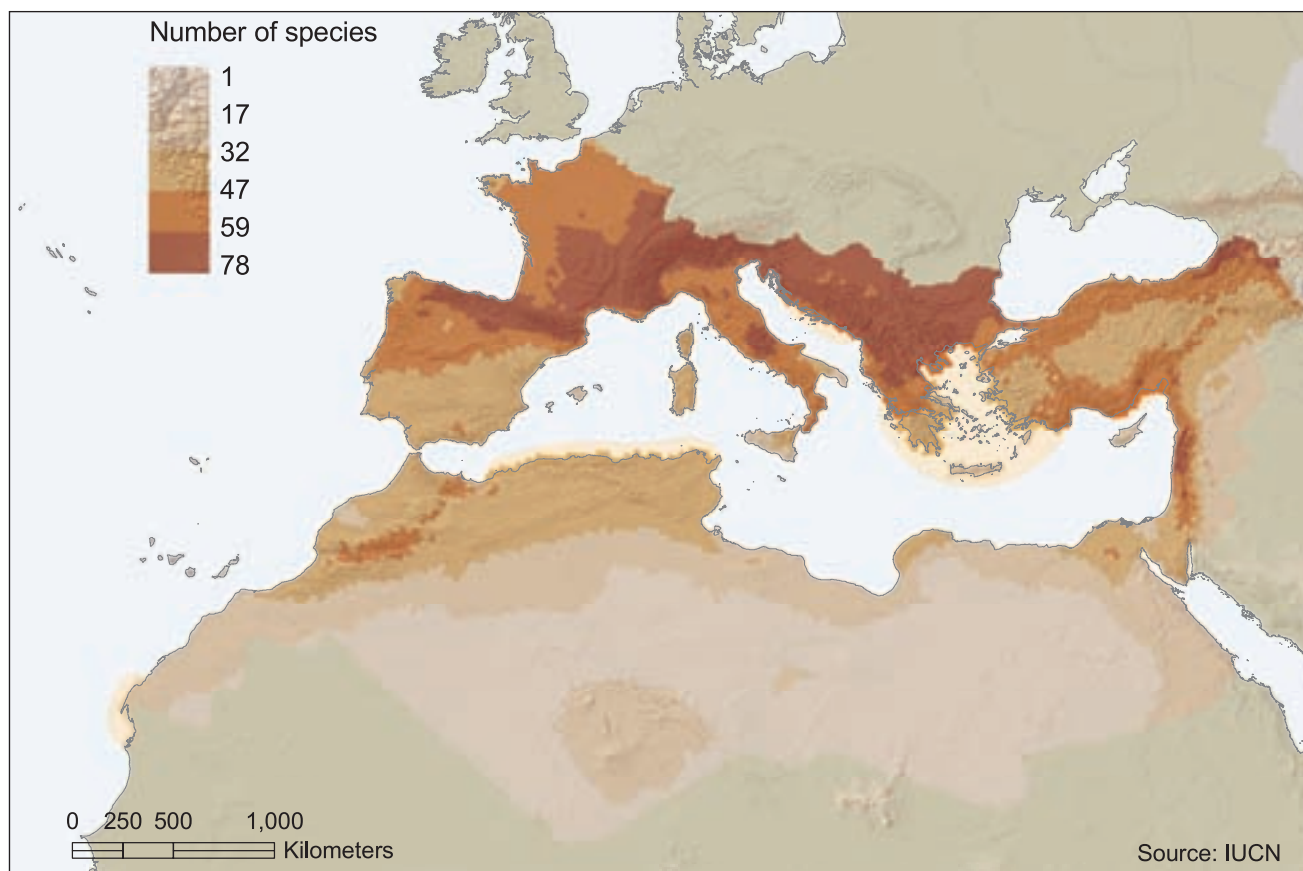 Number of species
1
17
32
47
59
78
0 250 500 1,000
Kilometers
Source: IUCN